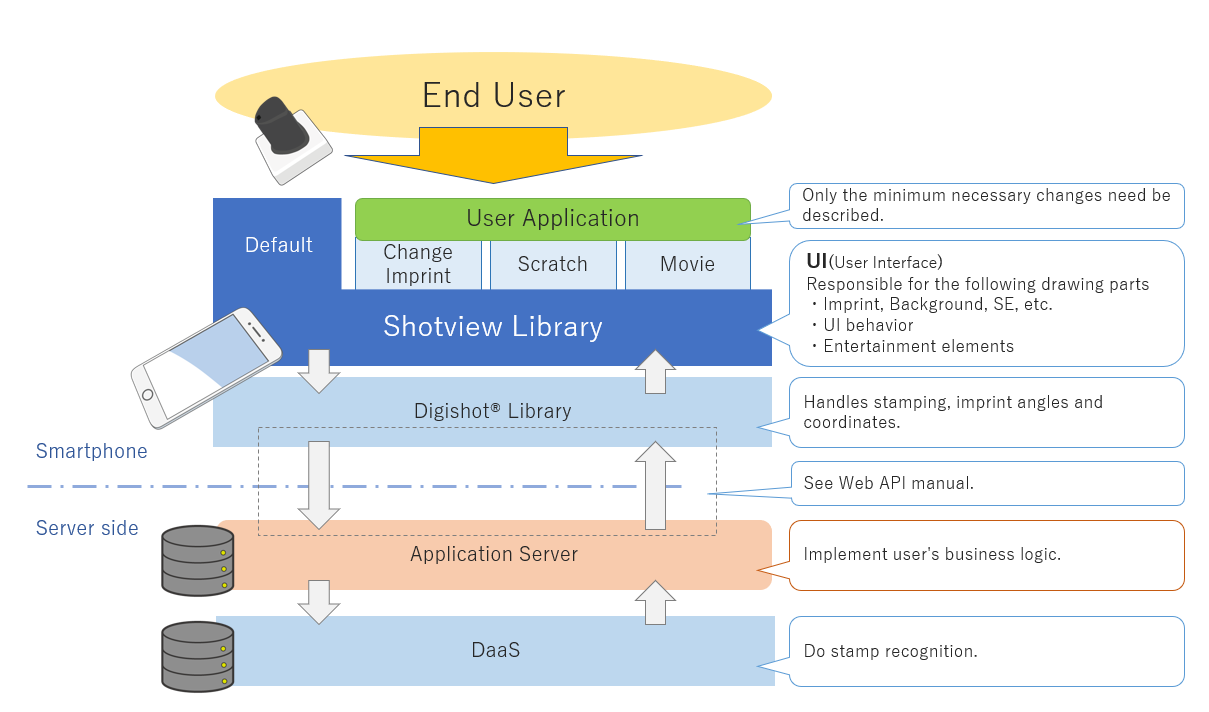 End User
Only the minimum necessary changes need be
described.
User Application
Default
Change
Imprint
Scratch
Movie
UI(User Interface)
Responsible for the following drawing parts
・Imprint, Background, SE, etc.
・UI behavior
・Entertainment elements
Shotview Library
Digishot® Library
Handles stamping, imprint angles and
coordinates.
Smartphone
See Web API manual.
Server side
Application Server
Implement user's business logic.
DaaS
Do stamp recognition.